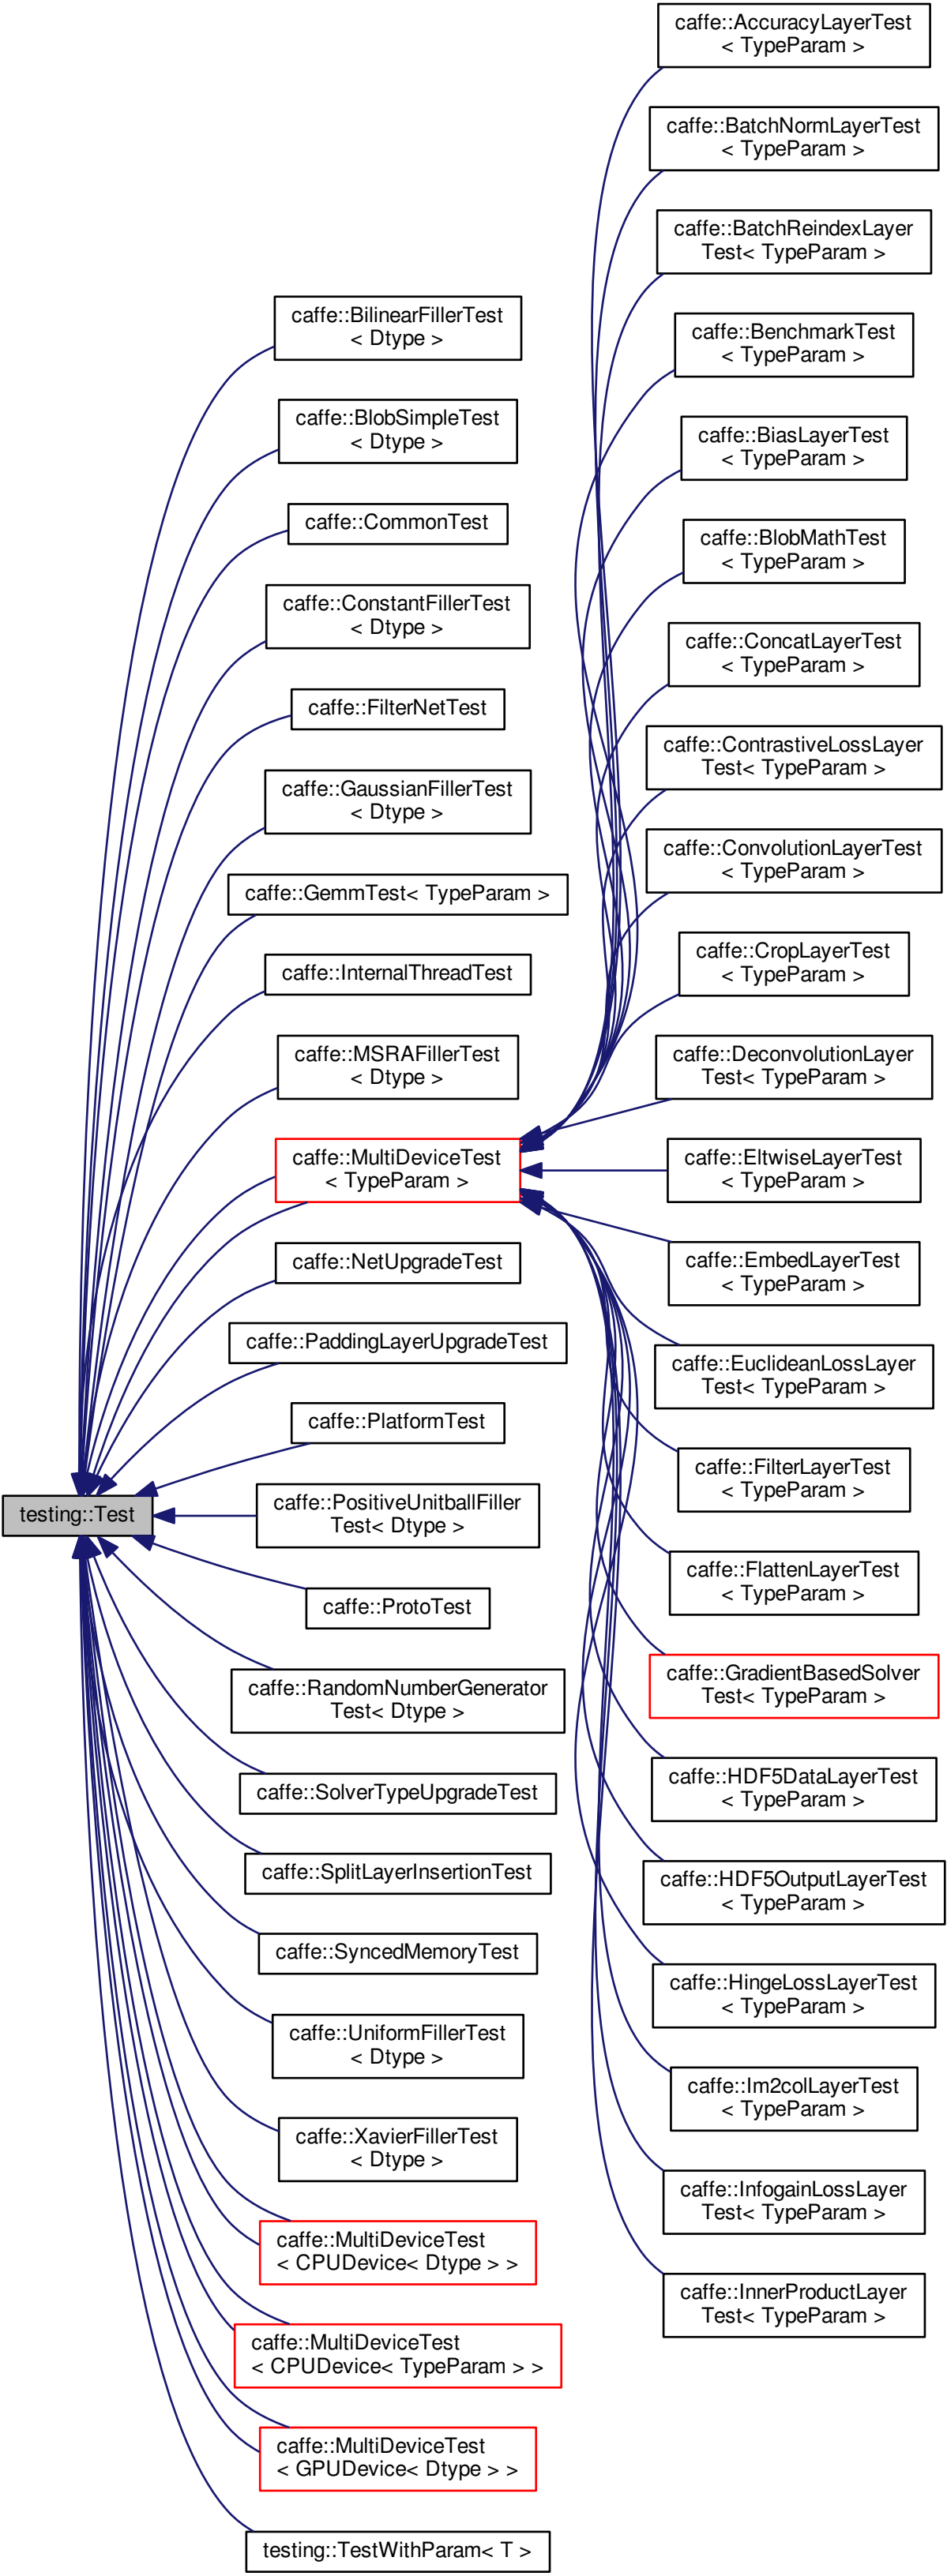 testing::Test
caffe::BilinearFillerTest
< Dtype >
caffe::BlobSimpleTest
< Dtype >
caffe::CommonTest
caffe::ConstantFillerTest
< Dtype >
caffe::FilterNetTest
caffe::GaussianFillerTest
< Dtype >
caffe::GemmTest< TypeParam >
caffe::InternalThreadTest
caffe::MSRAFillerTest
< Dtype >
caffe::MultiDeviceTest
< TypeParam >
caffe::NetUpgradeTest
caffe::PaddingLayerUpgradeTest
caffe::PlatformTest
caffe::PositiveUnitballFiller
Test< Dtype >
caffe::ProtoTest
caffe::RandomNumberGenerator
Test< Dtype >
caffe::SolverTypeUpgradeTest
caffe::SplitLayerInsertionTest
caffe::SyncedMemoryTest
caffe::UniformFillerTest
< Dtype >
caffe::XavierFillerTest
< Dtype >
caffe::MultiDeviceTest
< CPUDevice< Dtype > >
caffe::MultiDeviceTest
< CPUDevice< TypeParam > >
caffe::MultiDeviceTest
< GPUDevice< Dtype > >
testing::TestWithParam< T >
caffe::AccuracyLayerTest
< TypeParam >
caffe::BatchNormLayerTest
< TypeParam >
caffe::BatchReindexLayer
Test< TypeParam >
caffe::BenchmarkTest
< TypeParam >
caffe::BiasLayerTest
< TypeParam >
caffe::BlobMathTest
< TypeParam >
caffe::ConcatLayerTest
< TypeParam >
caffe::ContrastiveLossLayer
Test< TypeParam >
caffe::ConvolutionLayerTest
< TypeParam >
caffe::CropLayerTest
< TypeParam >
caffe::DeconvolutionLayer
Test< TypeParam >
caffe::EltwiseLayerTest
< TypeParam >
caffe::EmbedLayerTest
< TypeParam >
caffe::EuclideanLossLayer
Test< TypeParam >
caffe::FilterLayerTest
< TypeParam >
caffe::FlattenLayerTest
< TypeParam >
caffe::GradientBasedSolver
Test< TypeParam >
caffe::HDF5DataLayerTest
< TypeParam >
caffe::HDF5OutputLayerTest
< TypeParam >
caffe::HingeLossLayerTest
< TypeParam >
caffe::Im2colLayerTest
< TypeParam >
caffe::InfogainLossLayer
Test< TypeParam >
caffe::InnerProductLayer
Test< TypeParam >